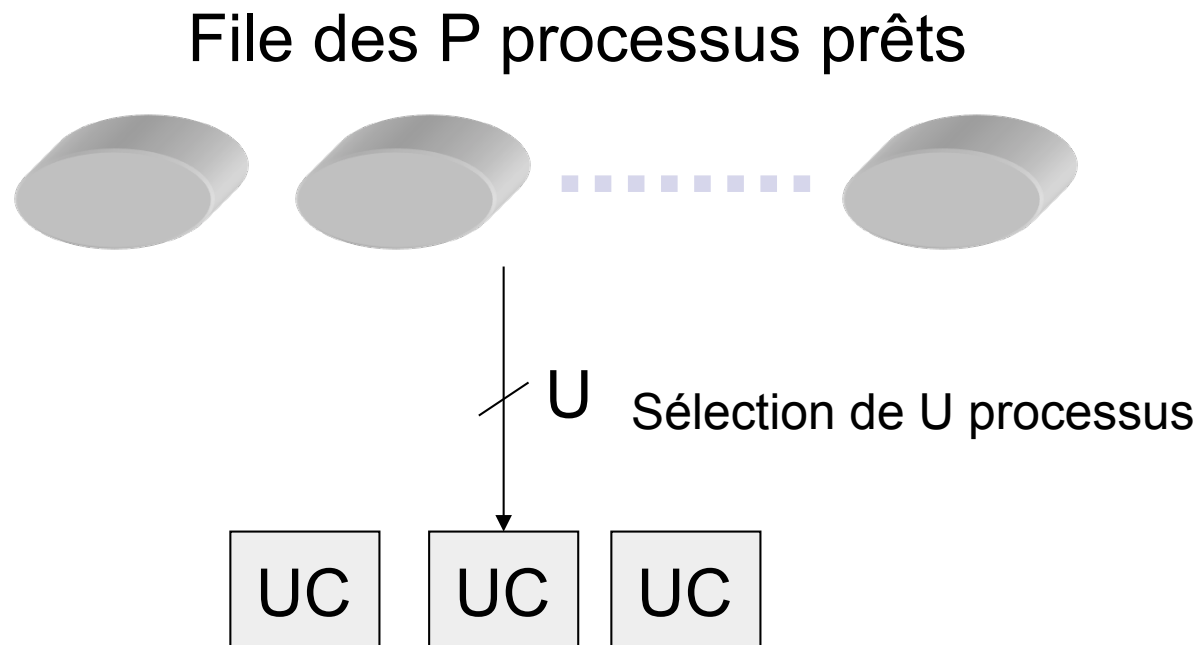 File des P processus prêts
U
Sélection de U processus
UC UC UC